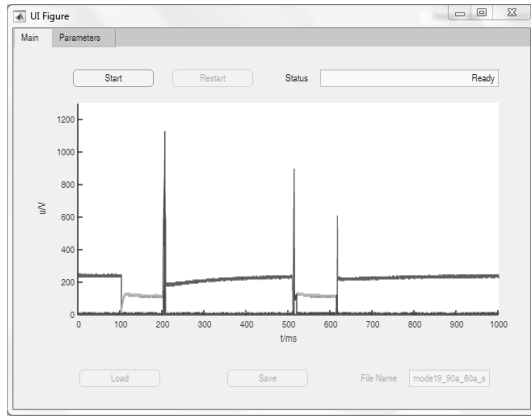 UI Figure
Main Parameters
Start Restart Status Ready
1200
1000
800
600
400
200
0
u/V
0 100 200 300 400 500 600 700 800 900 1000
t/ms
Load Save File Name mode19_90a_60a_s